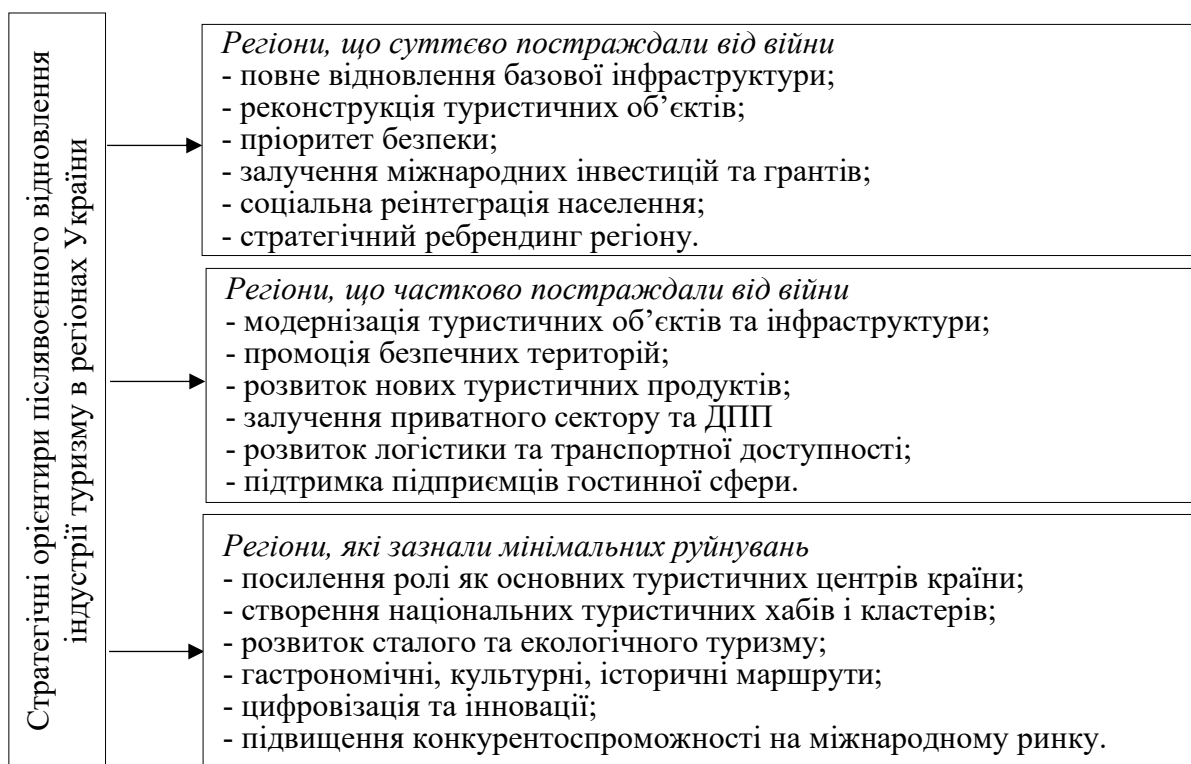 Стратегічні орієнтири післявоєнного відновлення
індустрії туризму в регіонах України
Регіони, що суттєво постраждали від війни
- повне відновлення базової інфраструктури;
- реконструкція туристичних об’єктів;
- пріоритет безпеки;
- залучення міжнародних інвестицій та грантів;
- соціальна реінтеграція населення;
- стратегічний ребрендинг регіону.
Регіони, що частково постраждали від війни
- модернізація туристичних об’єктів та інфраструктури;
- промоція безпечних територій;
- розвиток нових туристичних продуктів;
- залучення приватного сектору та ДПП
- розвиток логістики та транспортної доступності;
- підтримка підприємців гостинної сфери.
Регіони, які зазнали мінімальних руйнувань
- посилення ролі як основних туристичних центрів країни;
- створення національних туристичних хабів і кластерів;
- розвиток сталого та екологічного туризму;
- гастрономічні, культурні, історичні маршрути;
- цифровізація та інновації;
- підвищення конкурентоспроможності на міжнародному ринку.